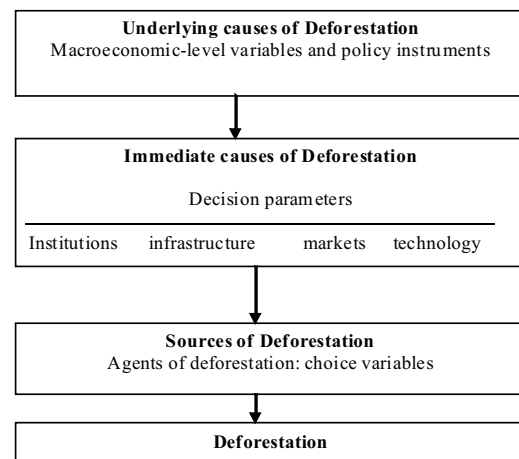 Underlying causes of Deforestation
Macroeconomic-level variables and policy instruments
Immediate causes of Deforestation
Decision parameters
Institutions infrastructure markets technology
Sources of Deforestation
Agents of deforestation: choice variables
Deforestation